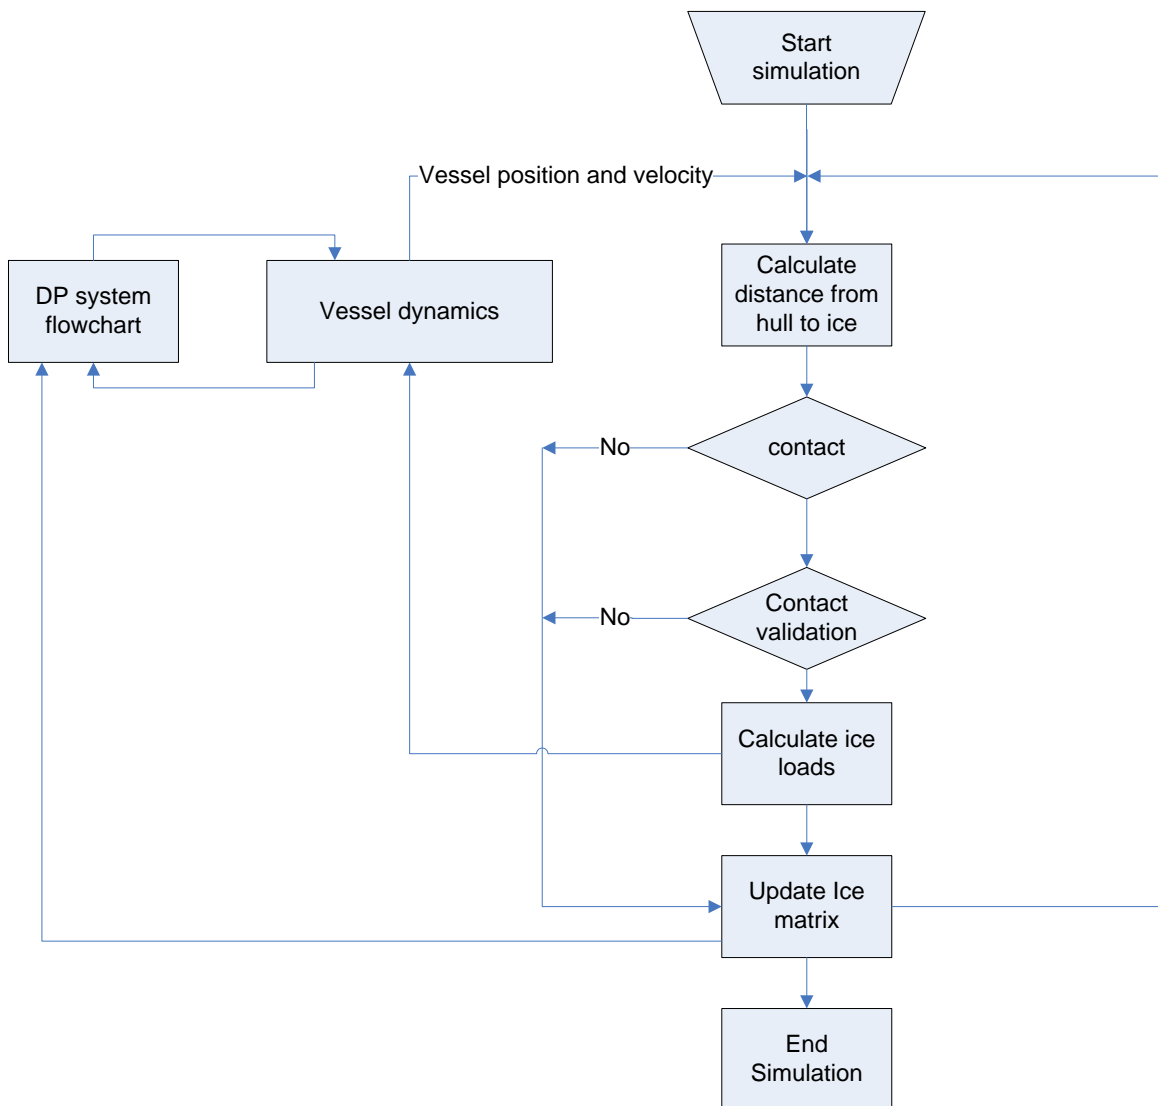 Start
simulation
Vessel position and velocity
DP system
flowchart
Vessel dynamics
Calculate
distance from
hull to ice
No
contact
No
Contact
validation
Calculate ice
loads
Update Ice
matrix
End
Simulation